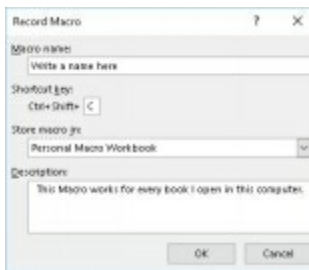 Record Macro ? ×
Macro name:
Write a name here
Shortcut key:
Ctrl+Shift+ C
Store macro in:
Personal Macro Workbook
Description:
This Macro works for every book I open in this computer.
OK Cancel